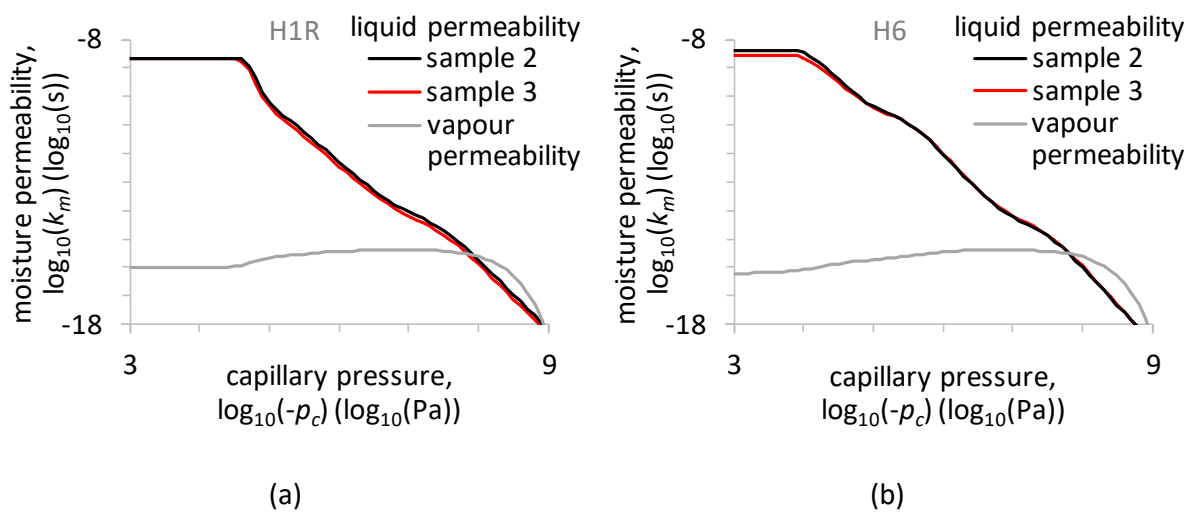 moisture permeability,
log10(km) (log10(s))
-8
-18
H1R
liquid permeability
sample 2
sample 3
vapour
permeability
3
9
capillary pressure,
log10(-pc) (log10(Pa))
(a)
moisture permeability,
log10(km) (log10(s))
-8
-18
H6
liquid permeability
sample 2
sample 3
vapour
permeability
3
9
capillary pressure,
log10(-pc) (log10(Pa))
(b)